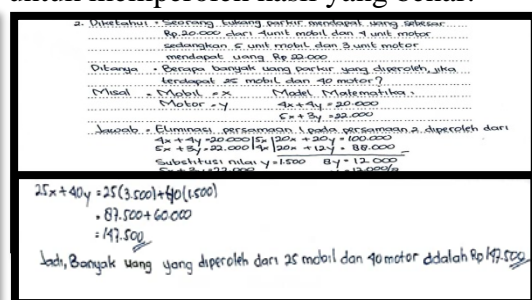 untuk memperoleh hasil yang benar.
2. Diketahui : Seorang tukang parkir mendapat uang sebesar
Rp.20.000 dari 4unit mobil dan 4 unit motor
sedangkan 5 unit mobil dan 3 unit motor
mendapat uang Rp 22.000
Ditanya : Berapa banyak uang parkir yang diperoleh jika
terdapat 25 mobil dan 40 motor?
Misal : Mobil = x Model Matematika :
Motor = y 4x + 4y = 20.000
5x + 3y = 22.000
Jawab : Eliminasi persamaan 1 pada persamaan 2 diperoleh dari
4x + 4y = 20.000 |5x |20x + 20y = 100.000
5x + 3y = 22.000 |4x |20x + 12y = 88.000 -
Substitusi nilai y = 1.500 8y = 12.000
25x + 40y = 25(3.500) + 40(1.500)
= 87.500 + 60.000
= 147.500
Jadi, Banyak uang yang diperoleh dari 25 mobil dan 40 motor adalah Rp 147.500